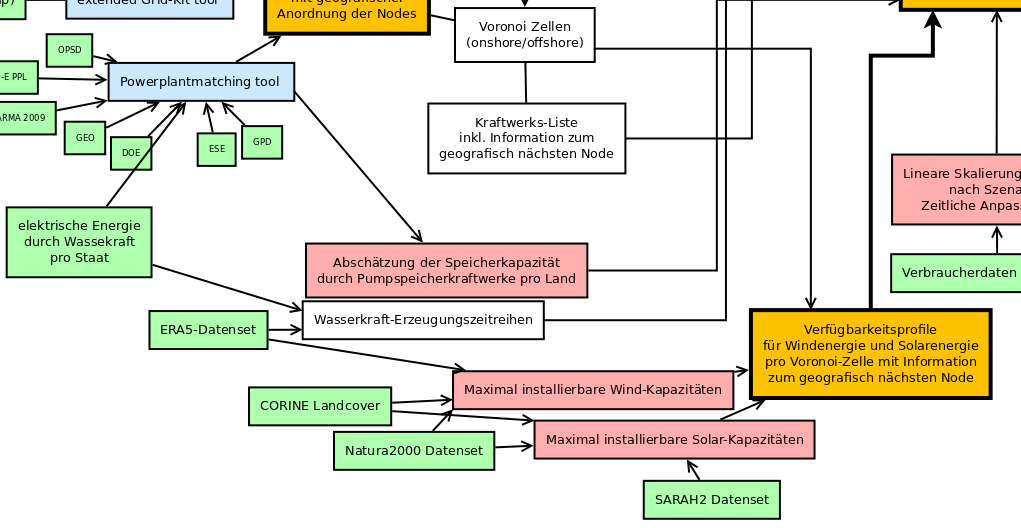 extended Grid-Kit tool
Anordnung der Nodes
Voronoi Zellen
(onshore/offshore)
OPSD
-E PPL
Powerplantmatching tool
ARMA 2009
GEO
DOE
ESE
GPD
Kraftwerks-Liste
inkl. Information zum
geografisch nächsten Node
Lineare Skalierung
nach Szena
Zeitliche Anpas
elektrische Energie
durch Wassekraft
pro Staat
Abschätzung der Speicherkapazität
durch Pumpspeicherkraftwerke pro Land
Verbraucherdaten
Wasserkraft-Erzeugungszeitreihen
ERA5-Datenset
Verfügbarkeitsprofile
für Windenergie und Solarenergie
pro Voronoi-Zelle mit Information
zum geografisch nächsten Node
Maximal installierbare Wind-Kapazitäten
CORINE Landcover
Maximal installierbare Solar-Kapazitäten
Natura2000 Datenset
SARAH2 Datenset